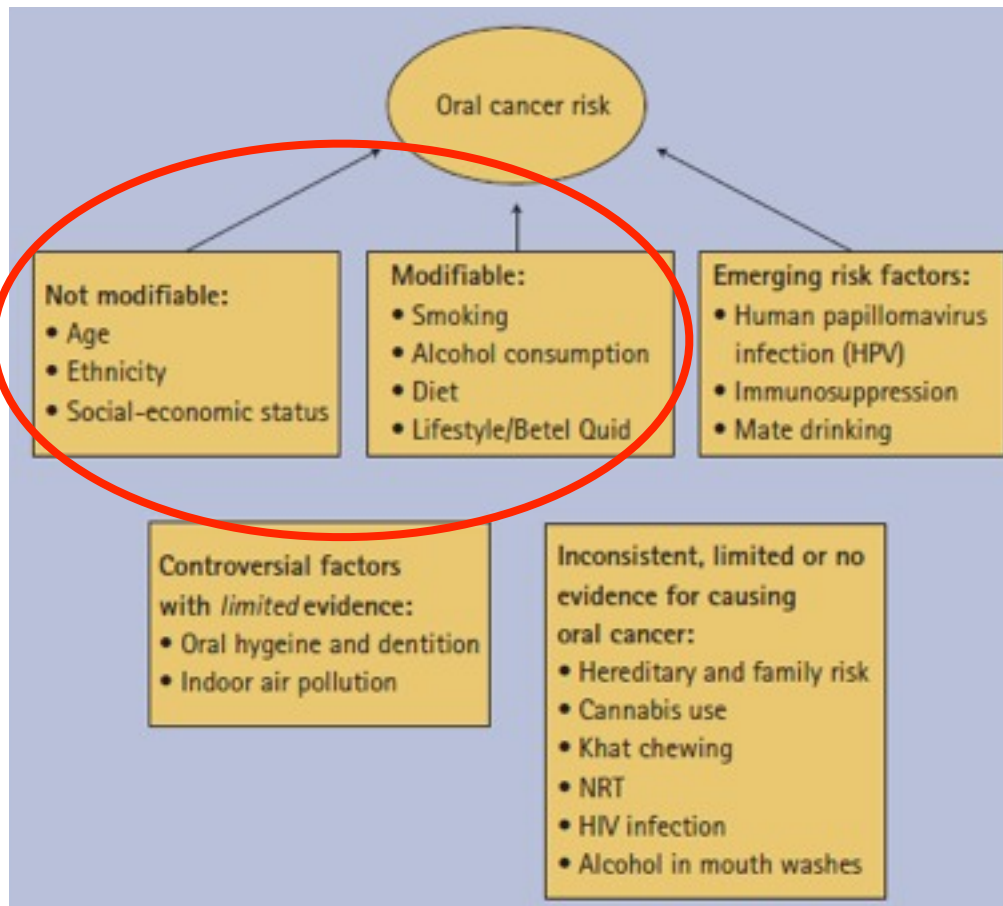 Oral cancer risk
Not modifiable:
• Age
• Ethnicity
• Social-economic status
Modifiable:
• Smoking
• Alcohol consumption
• Diet
• Lifestyle/Betel Quid
Emerging risk factors:
• Human papillomavirus
infection (HPV)
• Immunosuppression
• Mate drinking
Controversial factors
with limited evidence:
• Oral hygeine and dentition
• Indoor air pollution
Inconsistent, limited or no
evidence for causing
oral cancer:
• Hereditary and family risk
• Cannabis use
• Khat chewing
• NRT
• HIV infection
• Alcohol in mouth washes